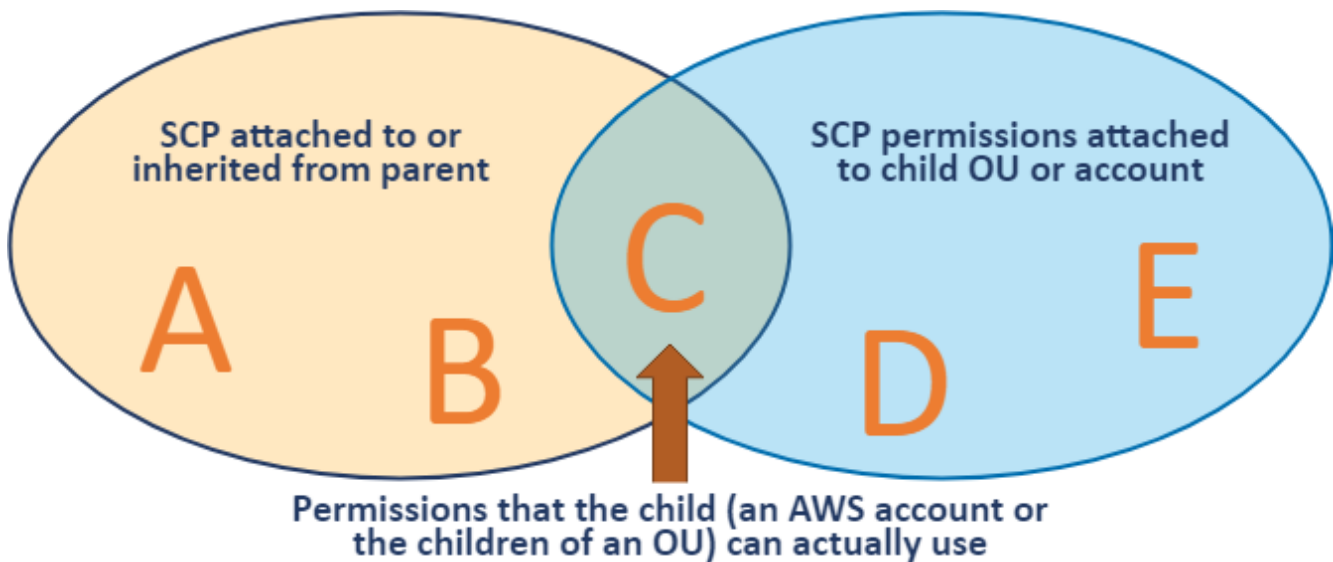 SCP attached to or
inherited from parent
SCP permissions attached
to child OU or account
A
B
C
D
E
Permissions that the child (an AWS account or
the children of an OU) can actually use